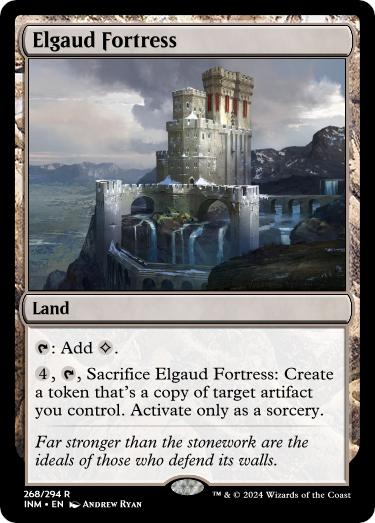 Elgaud Fortress
Land
: Add .
4, , Sacrifice Elgaud Fortress: Create
a token that's a copy of target artifact
you control. Activate only as a sorcery.
Far stronger than the stonework are the
ideals of those who defend its walls.
268/294 R
INM • EN Andrew Ryan
™ & © 2024 Wizards of the Coast